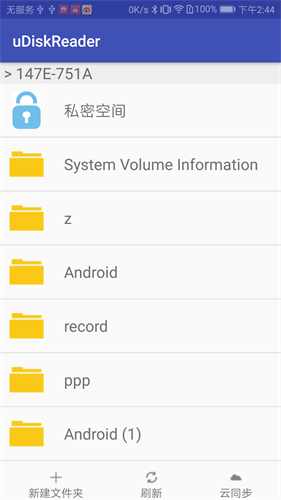 无服务 0K/s 100% 下午2:44
uDiskReader
> 147E-751A
私密空间
System Volume Information
z
Android
record
ppp
Android (1)
新建文件夹 刷新 云同步